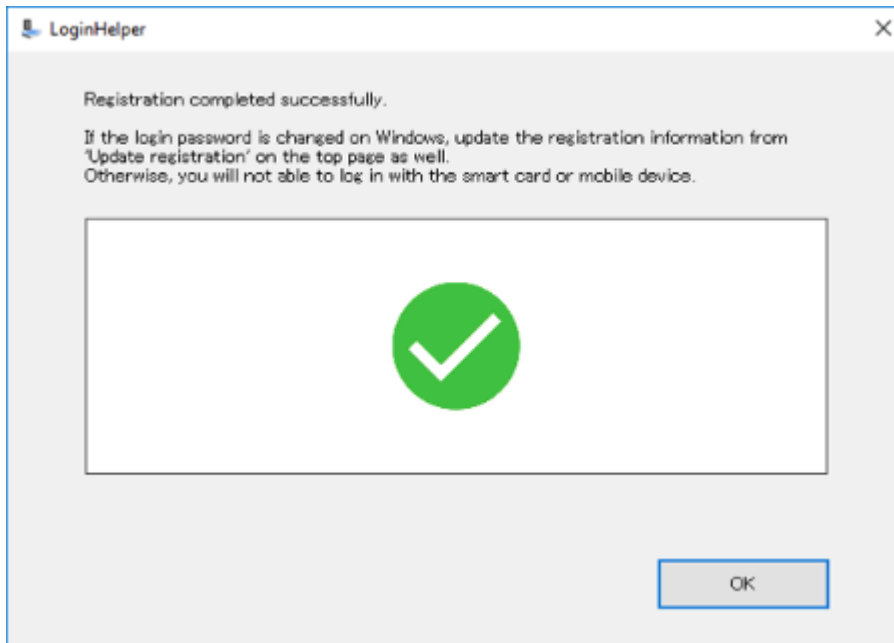 LoginHelper
Registration completed successfully.
If the login password is changed on Windows, update the registration information from
'Update registration' on the top page as well.
Otherwise, you will not able to log in with the smart card or mobile device.
OK